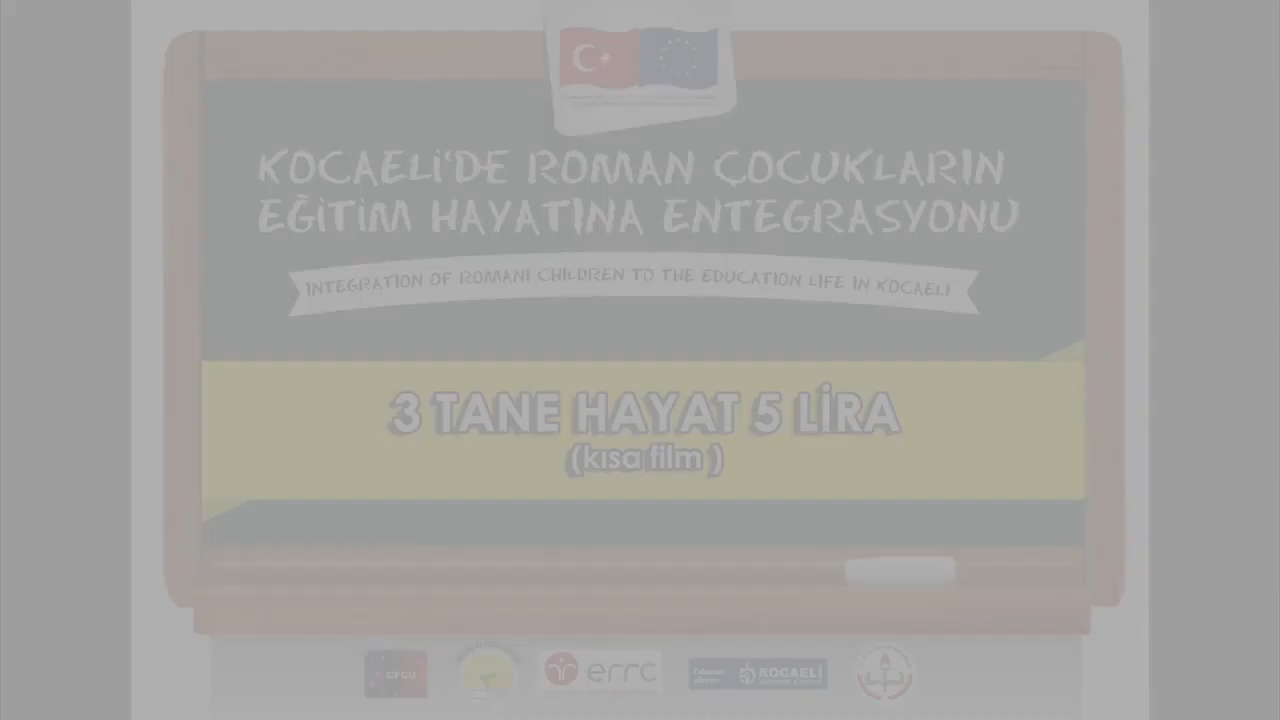 KOCAELİ'DE ROMAN ÇOCUKLARIN
EĞİTİM HAYATINA ENTEGRASYONU
INTEGRATION OF ROMANI CHILDREN TO THE EDUCATION LIFE IN KOCAELI
3 TANE HAYAT 5 LİRA
(kısa film )
CFCU
errc
KOCAELİ